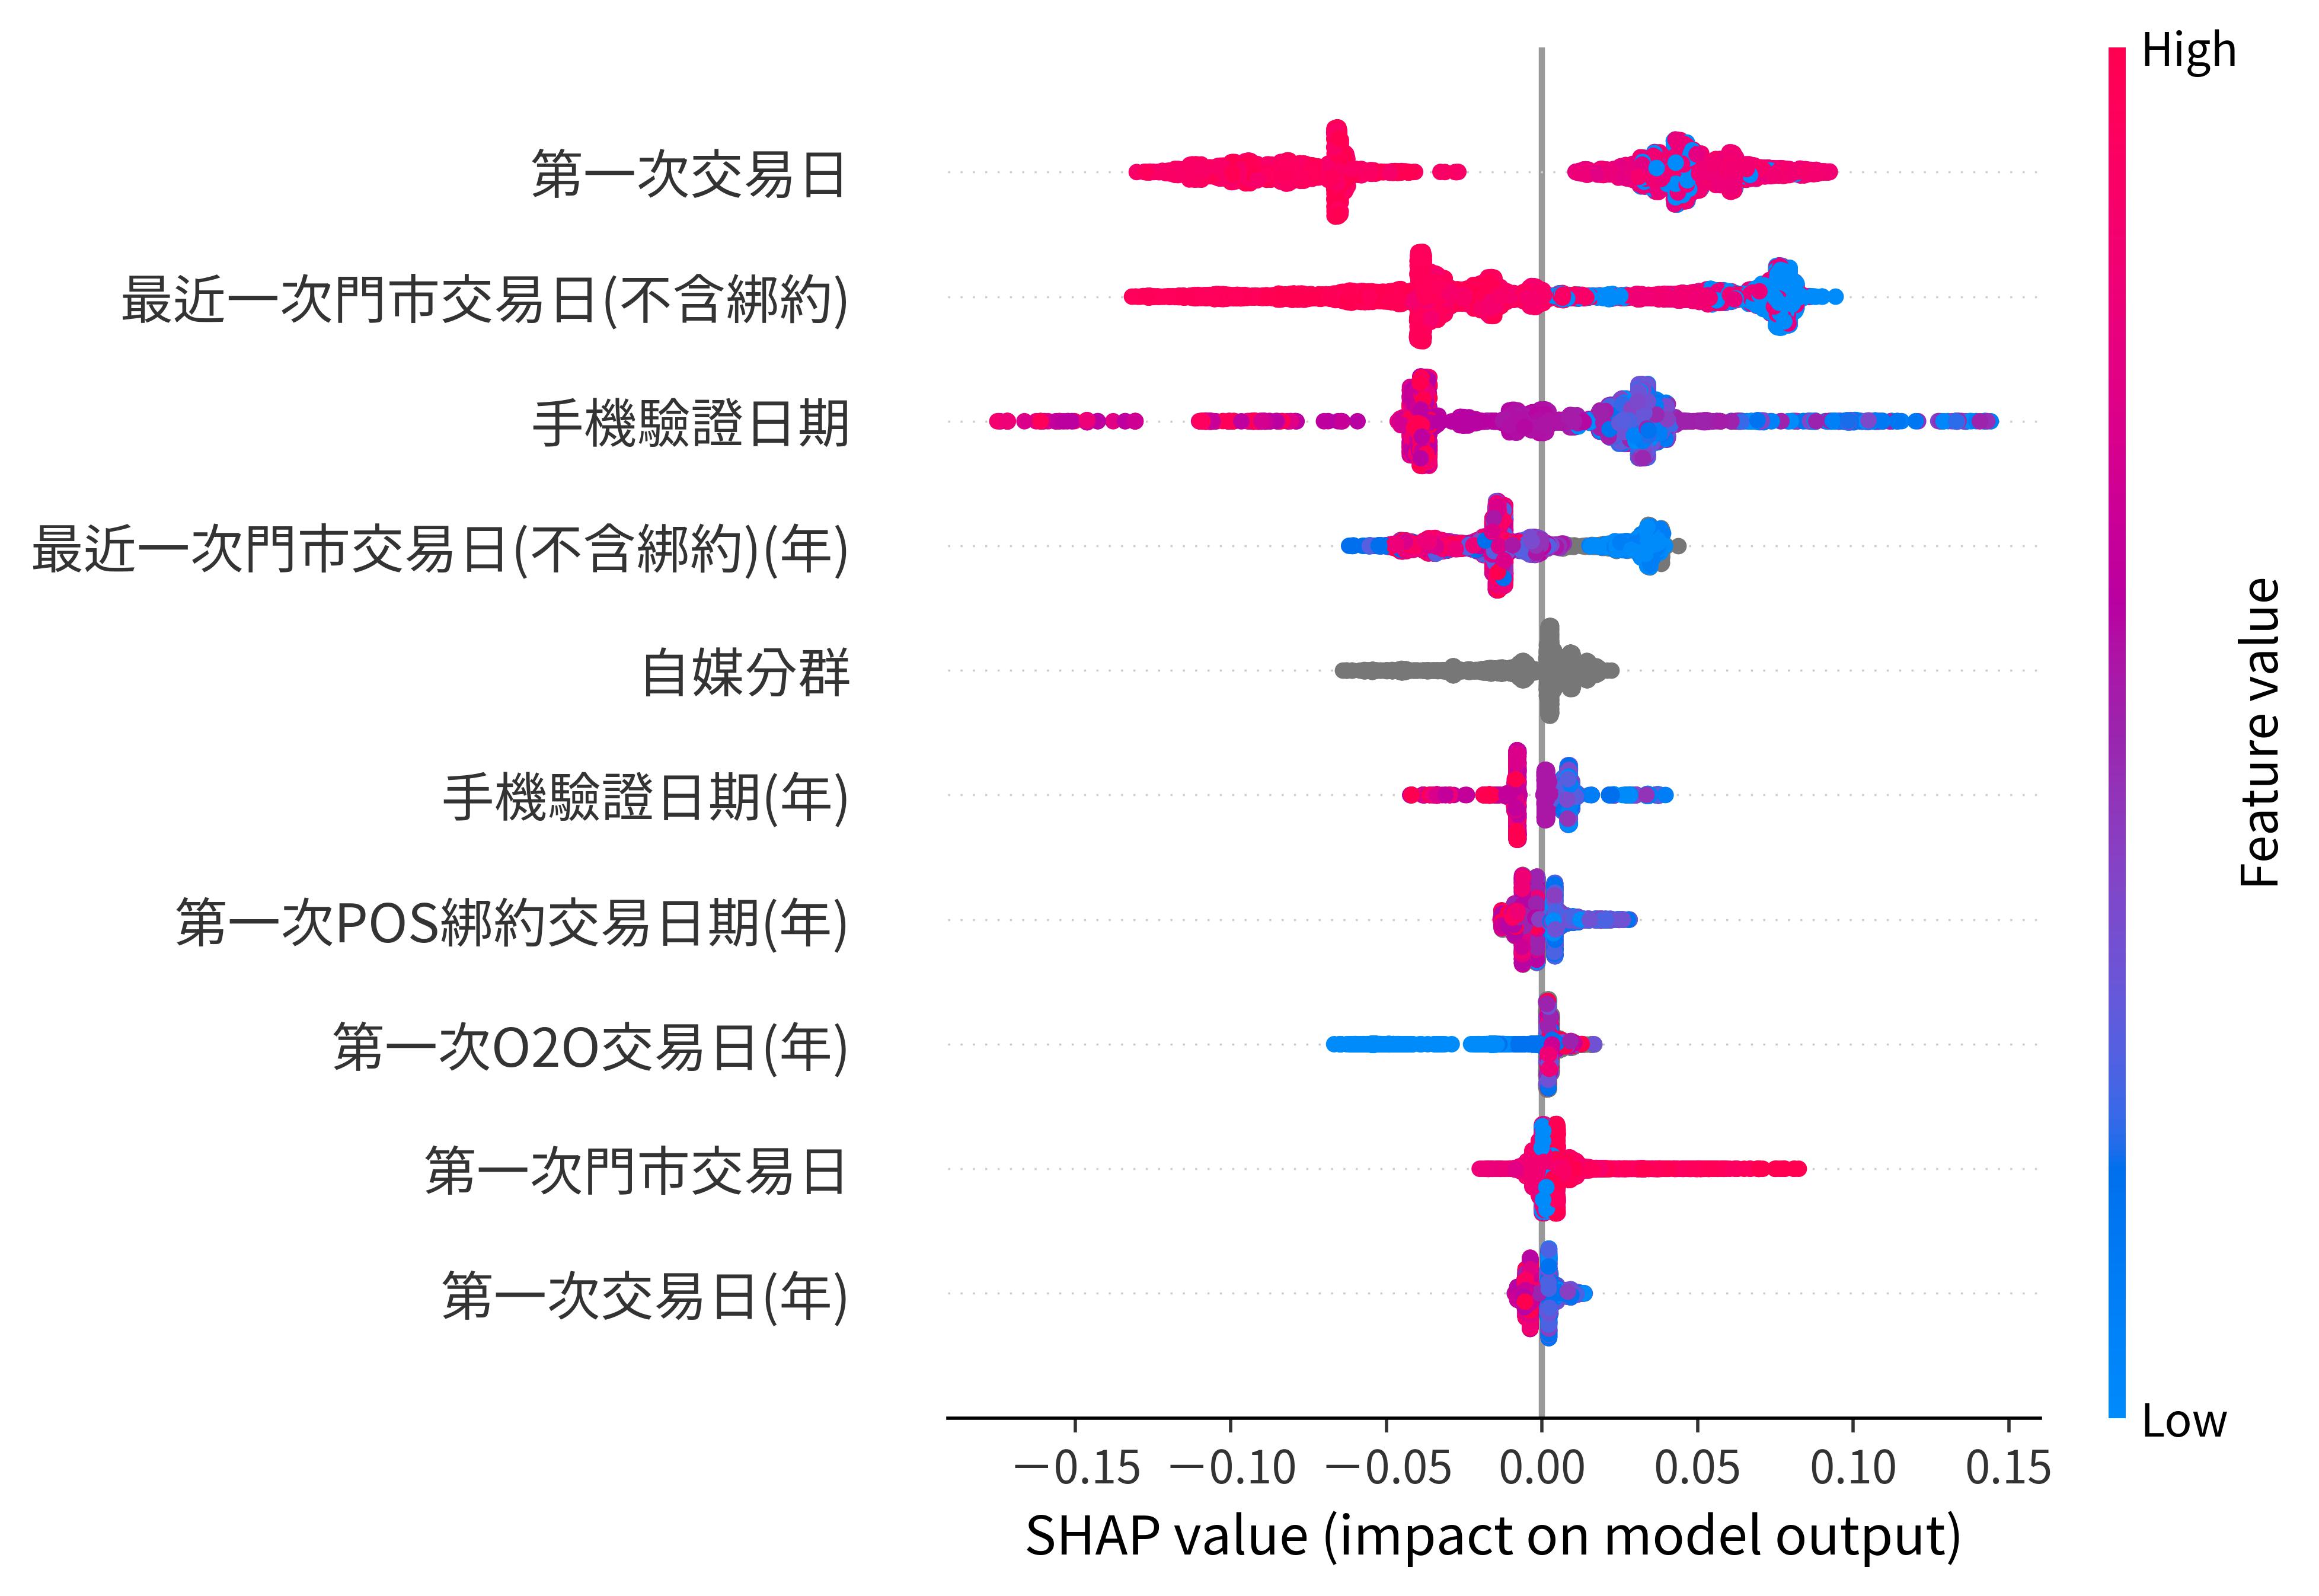 High
第一次交易日
最近一次門市交易日(不含綁約)
手機驗證日期
最近一次門市交易日(不含綁約)(年)
自媒分群
手機驗證日期(年)
第一次POS綁約交易日期(年)
第一次O2O交易日(年)
第一次門市交易日
第一次交易日(年)
Feature value
Low
−0.15 −0.10 −0.05 0.00 0.05 0.10 0.15
SHAP value (impact on model output)